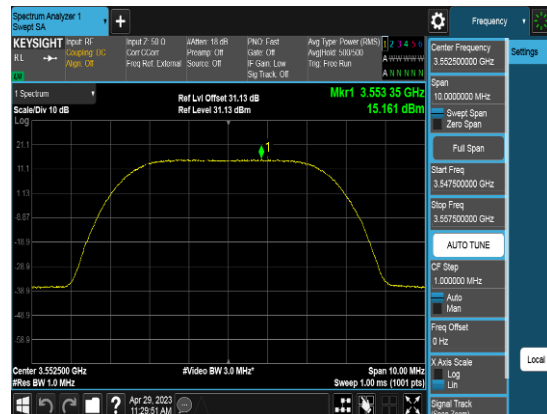 Spectrum Analyzer 1
Swept SA
+
Frequency
KEYSIGHT
Input: RF
Input Z: 50 Ω
#Atten: 18 dB
PNO: Fast
Avg Type: Power (RMS)
1 2 3 4 5 6
RL
Coupling: DC
Corr CCorr
Preamp: Off
Gate: Off
Avg|Hold: 500/500
A W W W W W
Align: Off
Freq Ref: External
Source: Off
IF Gain: Low
Trig: Free Run
Sig Track: Off
A N N N N N
LW
1 Spectrum
Ref Lvl Offset 31.13 dB
Mkr1 3.553 35 GHz
Scale/Div 10 dB
Ref Level 31.13 dBm
15.161 dBm
Log
1
21.1
11.1
1.13
-8.87
-18.9
-28.9
-38.9
-48.9
-58.9
Center 3.552500 GHz
#Video BW 3.0 MHz*
Span 10.00 MHz
#Res BW 1.0 MHz
Sweep 1.00 ms (1001 pts)
Center Frequency
3.552500000 GHz
Settings
Span
10.0000000 MHz
Swept Span
Zero Span
Full Span
Start Freq
3.547500000 GHz
Stop Freq
3.557500000 GHz
AUTO TUNE
CF Step
1.000000 MHz
Auto
Man
Freq Offset
0 Hz
X Axis Scale
Log
Lin
Local
Signal Track
(Span Zoom)
?
Apr 29, 2023
11:29:51 AM